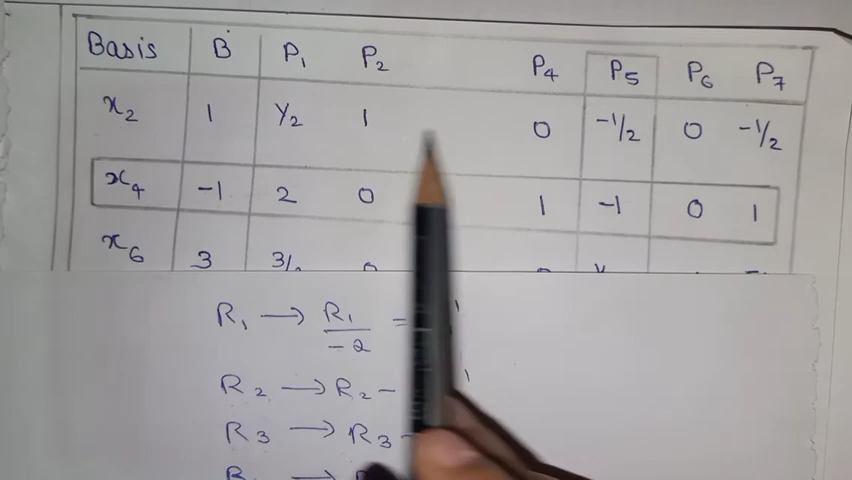 Basis B P1 P2 P4 P5 P6 P7
x2 1 1/2 1 0 -1/2 0 -1/2
x4 -1 2 0 1 -1 0 1
x6 3
R1 → R1/-2 =
R2 → R2 -
R3 → R3 -